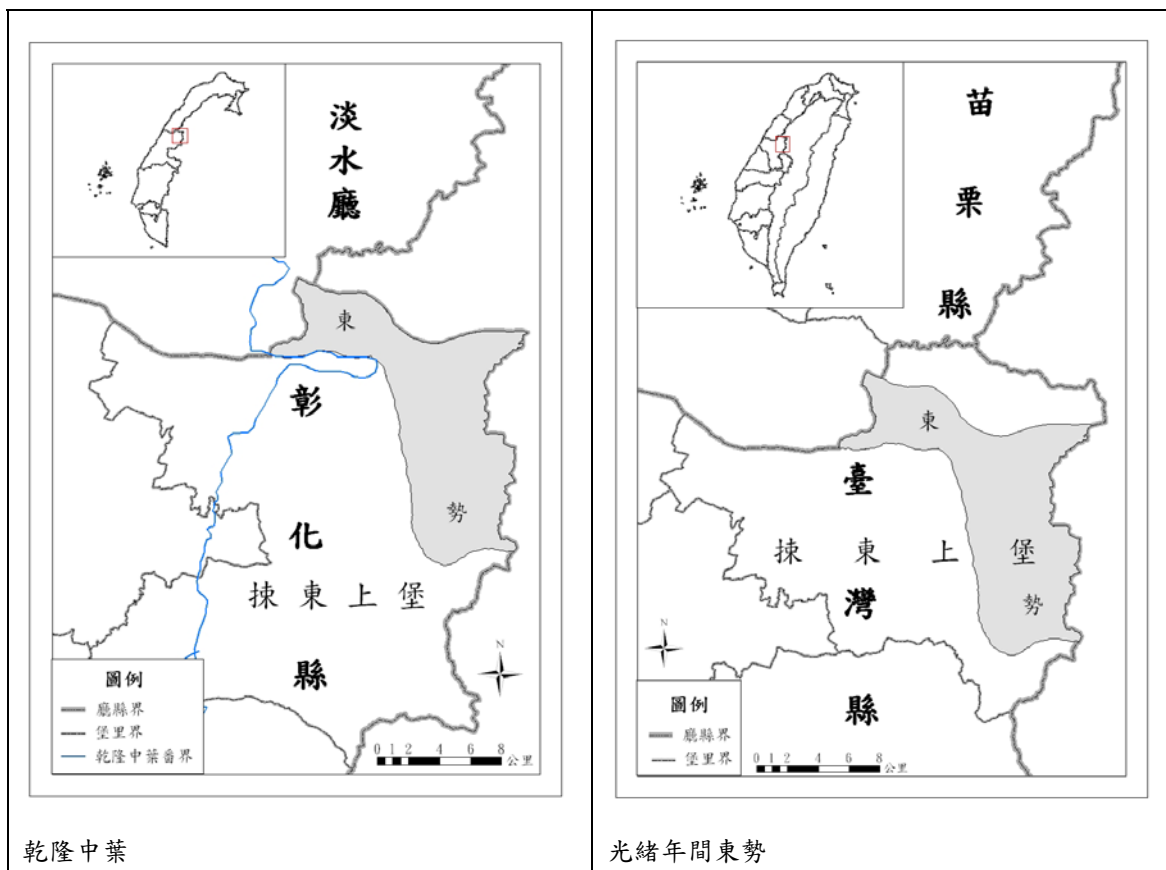 淡水廳
東
彰化縣
勢
揀東上堡
N
圖例
廳縣界
堡里界
乾隆中葉番界
0 1 2 4 6 8
公里
乾隆中葉
苗栗縣
東
臺灣縣
揀東上堡
勢
N
圖例
廳縣界
堡里界
0 1 2 4 6 8
公里
光緒年間東勢